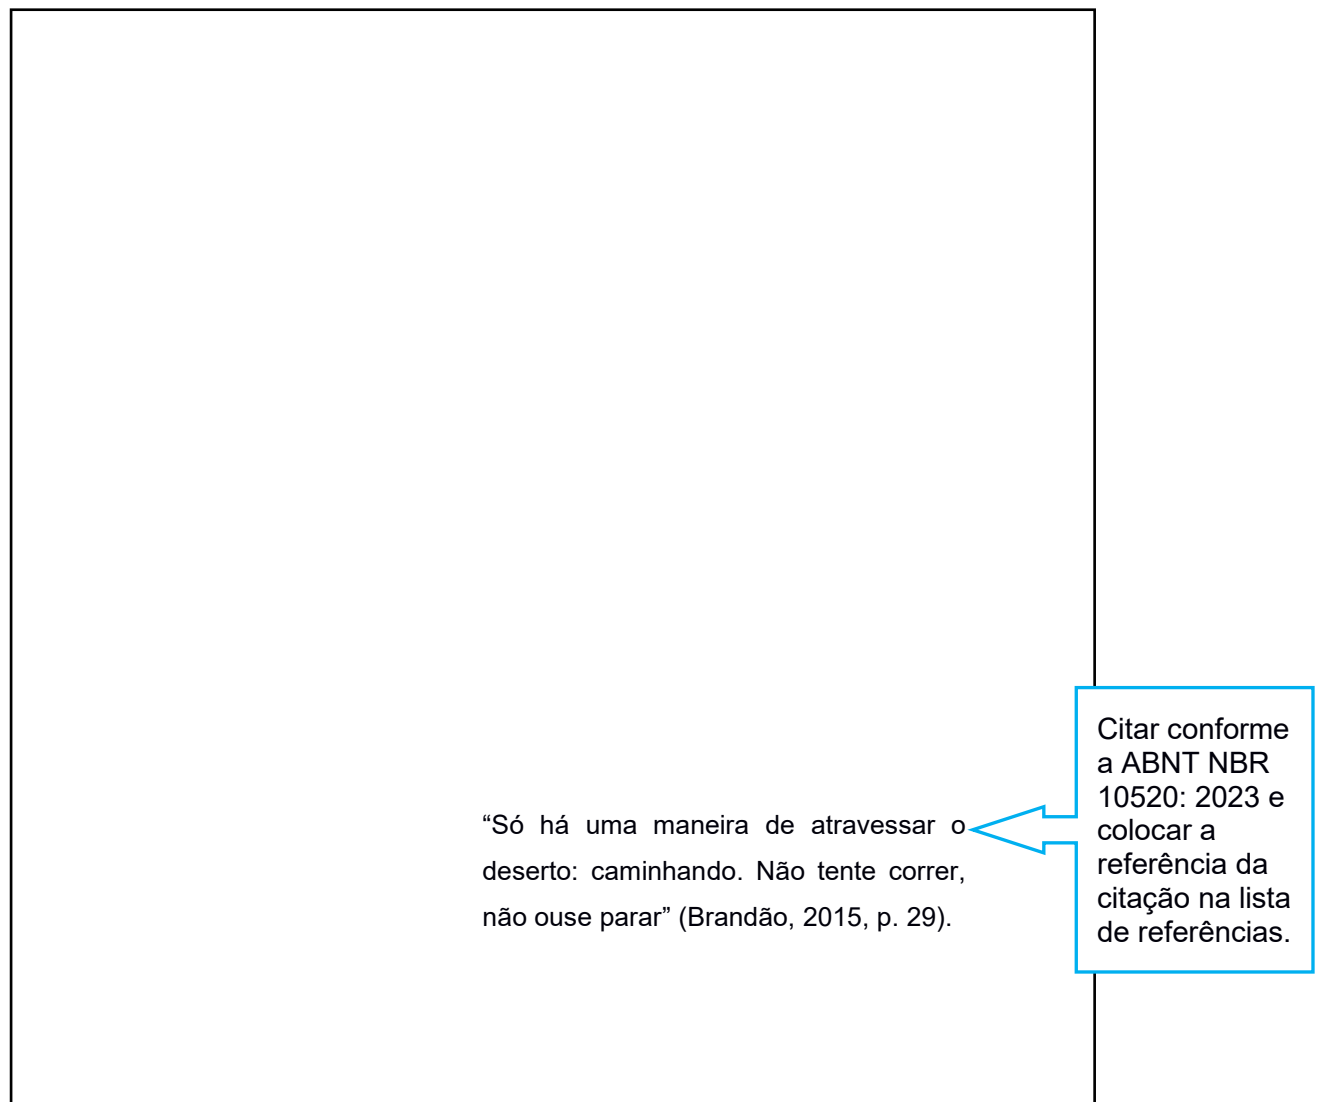 “Só há uma maneira de atravessar o
deserto: caminhando. Não tente correr,
não ouse parar” (Brandão, 2015, p. 29).
Citar conforme
a ABNT NBR
10520: 2023 e
colocar a
referência da
citação na lista
de referências.